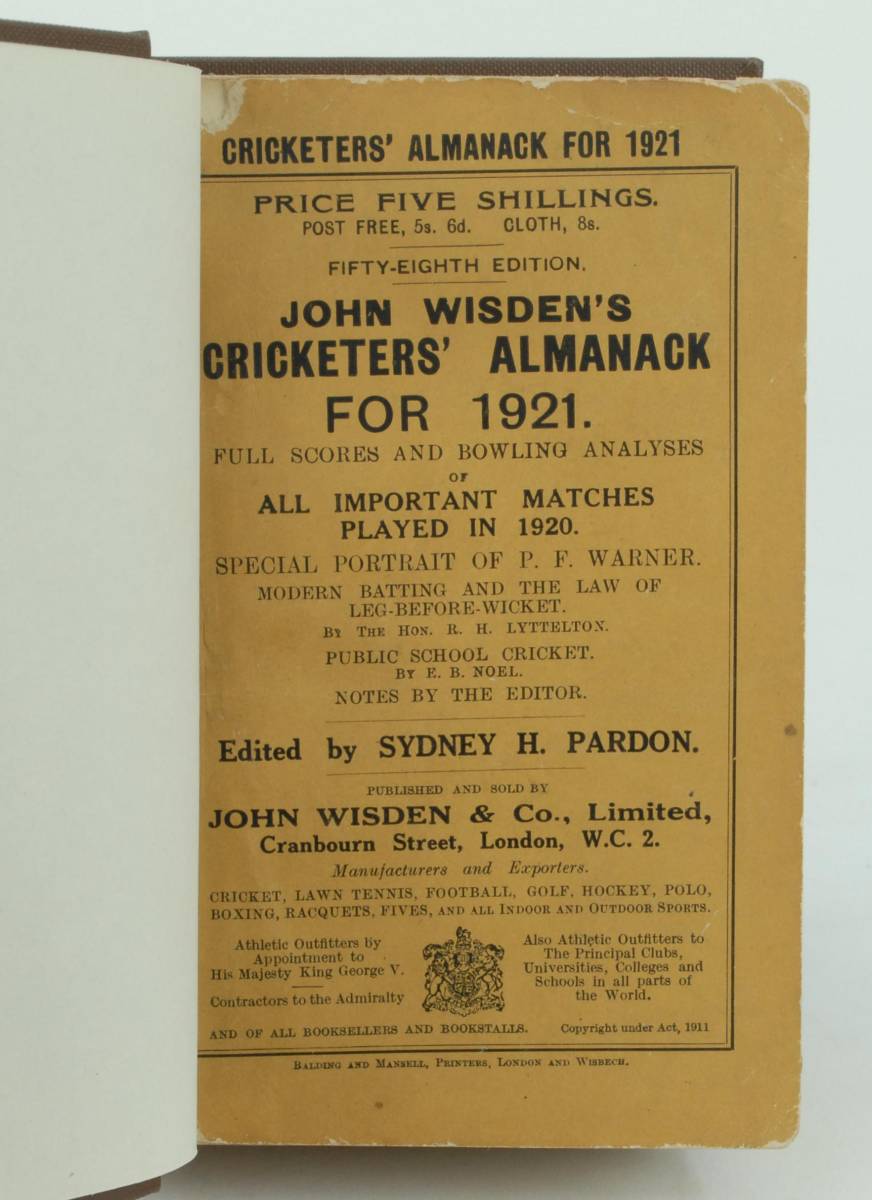 CRICKETERS' ALMANACK FOR 1921
PRICE FIVE SHILLINGS.
POST FREE, 5s. 6d. CLOTH, 8s.
FIFTY-EIGHTH EDITION.
JOHN WISDEN'S
CRICKETERS' ALMANACK
FOR 1921.
FULL SCORES AND BOWLING ANALYSES
OF
ALL IMPORTANT MATCHES
PLAYED IN 1920.
SPECIAL PORTRAIT OF P. F. WARNER.
MODERN BATTING AND THE LAW OF
LEG-BEFORE-WICKET.
BY THE HON. R. H. LYTTELTON.
PUBLIC SCHOOL CRICKET.
BY E. B. NOEL.
NOTES BY THE EDITOR.
Edited by SYDNEY H. PARDON.
PUBLISHED AND SOLD BY
JOHN WISDEN & Co., Limited,
Cranbourn Street, London, W.C. 2.
Manufacturers and Exporters.
CRICKET, LAWN TENNIS, FOOTBALL, GOLF, HOCKEY, POLO,
BOXING, RACQUETS, FIVES, AND ALL INDOOR AND OUTDOOR SPORTS.
Athletic Outfitters by
Appointment to
His Majesty King George V.
Contractors to the Admiralty
Also Athletic Outfitters to
The Principal Clubs,
Universities, Colleges and
Schools in all parts of
the World.
AND OF ALL BOOKSELLERS AND BOOKSTALLS. Copyright under Act, 1911
BALDING AND MANSELL, PRINTERS, LONDON AND WISBECH.